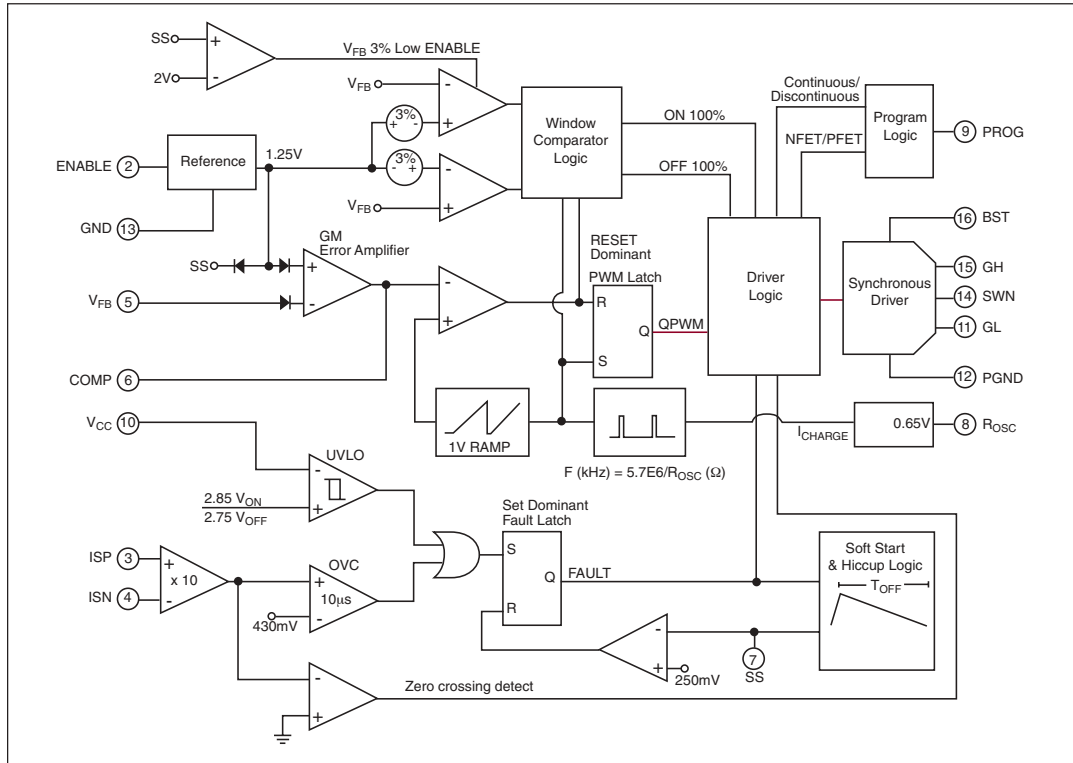 SS
+
-
2V
VFB 3% Low ENABLE
VFB
-
+
3%
+ -
Window
Comparator
Logic
ON 100%
OFF 100%
Continuous/
Discontinuous
NFET/PFET
Program
Logic
9 PROG
ENABLE 2
Reference
1.25V
3%
- +
-
+
VFB
GND 13
GM
Error Amplifier
SS
+
-
VFB 5
-
+
RESET
Dominant
PWM Latch
R
Q
S
QPWM
Driver
Logic
Synchronous
Driver
16 BST
15 GH
14 SWN
11 GL
12 PGND
COMP 6
1V RAMP
F (kHz) = 5.7E6/ROSC (Ω)
ICHARGE
0.65V
8 ROSC
VCC 10
UVLO
-
+
2.85 VON
2.75 VOFF
Set Dominant
Fault Latch
S
Q
R
FAULT
Soft Start
& Hiccup Logic
TOFF
ISP 3
ISN 4
+
x 10
-
OVC
+
10µs
-
430mV
-
+
250mV
7
SS
-
+
Zero crossing detect